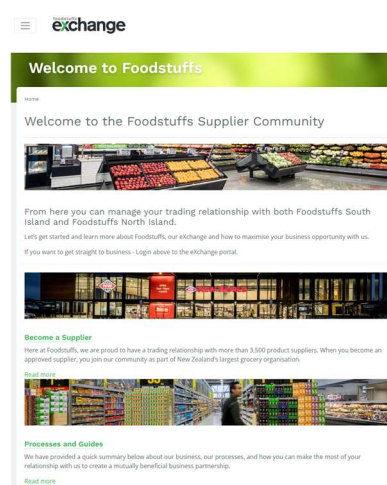 foodstuffs
exchange
Welcome to Foodstuffs
Home
Welcome to the Foodstuffs Supplier Community
From here you can manage your trading relationship with both Foodstuffs South
Island and Foodstuffs North Island.
Let's get started and learn more about Foodstuffs, our eXchange and how to maximise your business opportunity with us.
If you want to get straight to business - Login above to the eXchange portal.
Become a Supplier
Here at Foodstuffs, we are proud to have a trading relationship with more than 3,500 product suppliers. When you become an
approved supplier, you join our community as part of New Zealand's largest grocery organisation.
Read more
Processes and Guides
We have provided a quick summary below about our business, our processes, and how you can make the most of your
relationship with us to create a mutually beneficial business partnership.
Read more